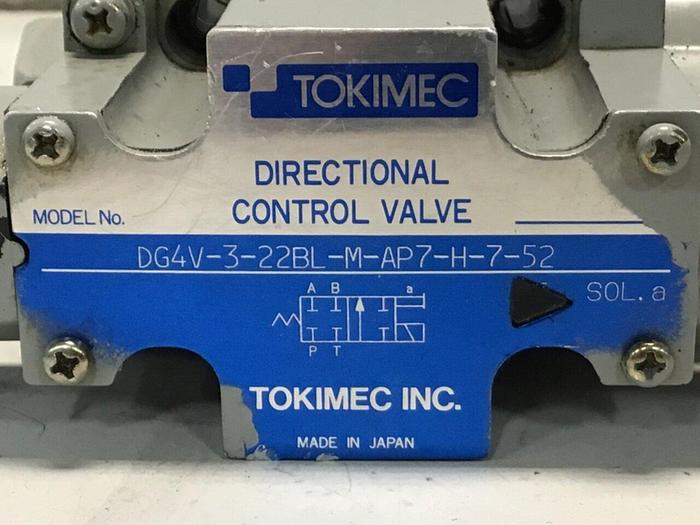 TOKIMEC
DIRECTIONAL
CONTROL VALVE
MODEL No.
DG4V-3-22BL-M-AP7-H-7-52
A B a
SOL.a
P T
TOKIMEC INC.
MADE IN JAPAN